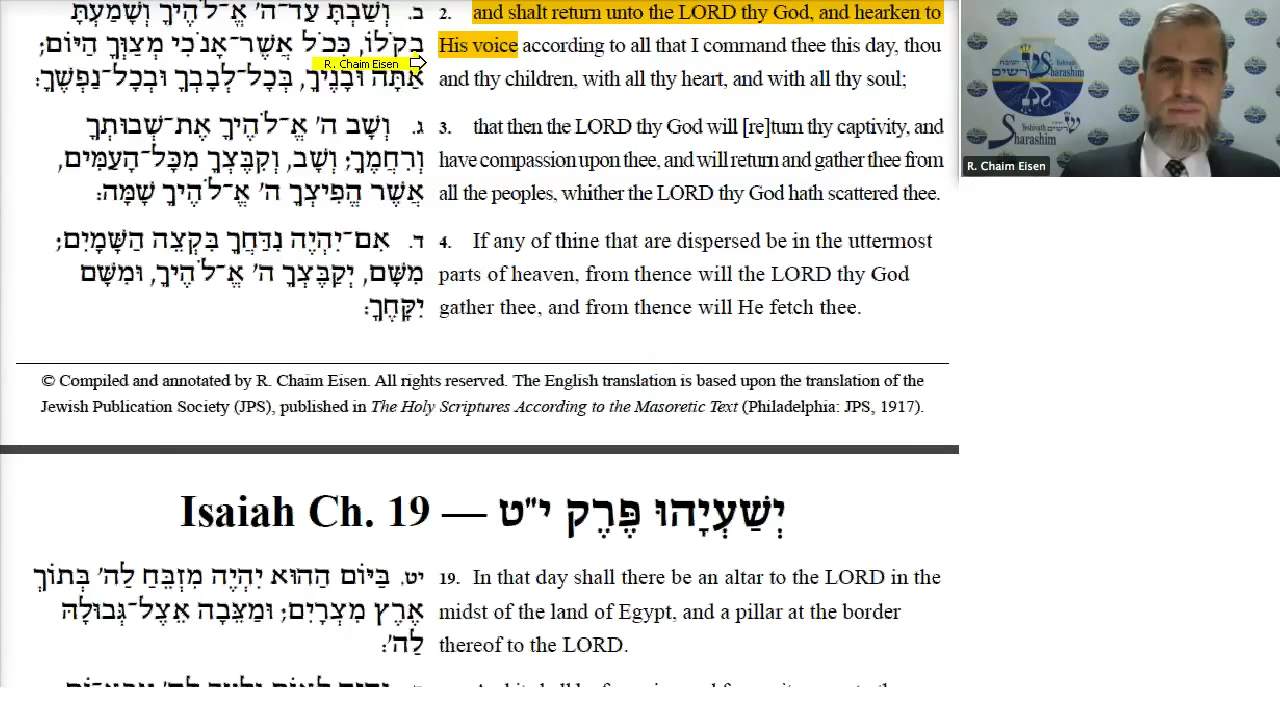 ב. וְשַׁבְתָּ עַד־ה' אֱ־לֹהֶיךָ וְשָׁמַעְתָּ 2. and shalt return unto the LORD thy God, and hearken to
בְקֹלוֹ, כְּכֹל אֲשֶׁר־אָנֹכִי מְצַוְּךָ הַיּוֹם; His voice according to all that I command thee this day, thou
R. Chaim Eisen
אַתָּה וּבָנֶיךָ, בְּכָל־לְבָבְךָ וּבְכָל־נַפְשֶׁךָ: and thy children, with all thy heart, and with all thy soul;
ג. וְשָׁב ה' אֱ־לֹהֶיךָ אֶת־שְׁבוּתְךָ 3. that then the LORD thy God will [re]turn thy captivity, and
וְרִחֲמֶךָ; וְשָׁב, וְקִבֶּצְךָ מִכָּל־הָעַמִּים, have compassion upon thee, and will return and gather thee from
אֲשֶׁר הֱפִיצְךָ ה' אֱ־לֹהֶיךָ שָׁמָּה: all the peoples, whither the LORD thy God hath scattered thee.
ד. אִם־יִהְיֶה נִדַּחֲךָ בִּקְצֵה הַשָּׁמָיִם; 4. If any of thine that are dispersed be in the uttermost
מִשָּׁם, יְקַבֶּצְךָ ה' אֱ־לֹהֶיךָ, וּמִשָּׁם parts of heaven, from thence will the LORD thy God
יִקָּחֶךָ: gather thee, and from thence will He fetch thee.
© Compiled and annotated by R. Chaim Eisen. All rights reserved. The English translation is based upon the translation of the
Jewish Publication Society (JPS), published in The Holy Scriptures According to the Masoretic Text (Philadelphia: JPS, 1917).
Isaiah Ch. 19 — יְשַׁעְיָהוּ פֶּרֶק י"ט
יט. בַּיּוֹם הַהוּא יִהְיֶה מִזְבֵּחַ לַה' בְּתוֹךְ 19. In that day shall there be an altar to the LORD in the
אֶרֶץ מִצְרָיִם; וּמַצֵּבָה אֵצֶל־גְּבוּלָהּ midst of the land of Egypt, and a pillar at the border
לַה': thereof to the LORD.
Yeshivath
Sharashim
Yeshivath
Sharashim
R. Chaim Eisen